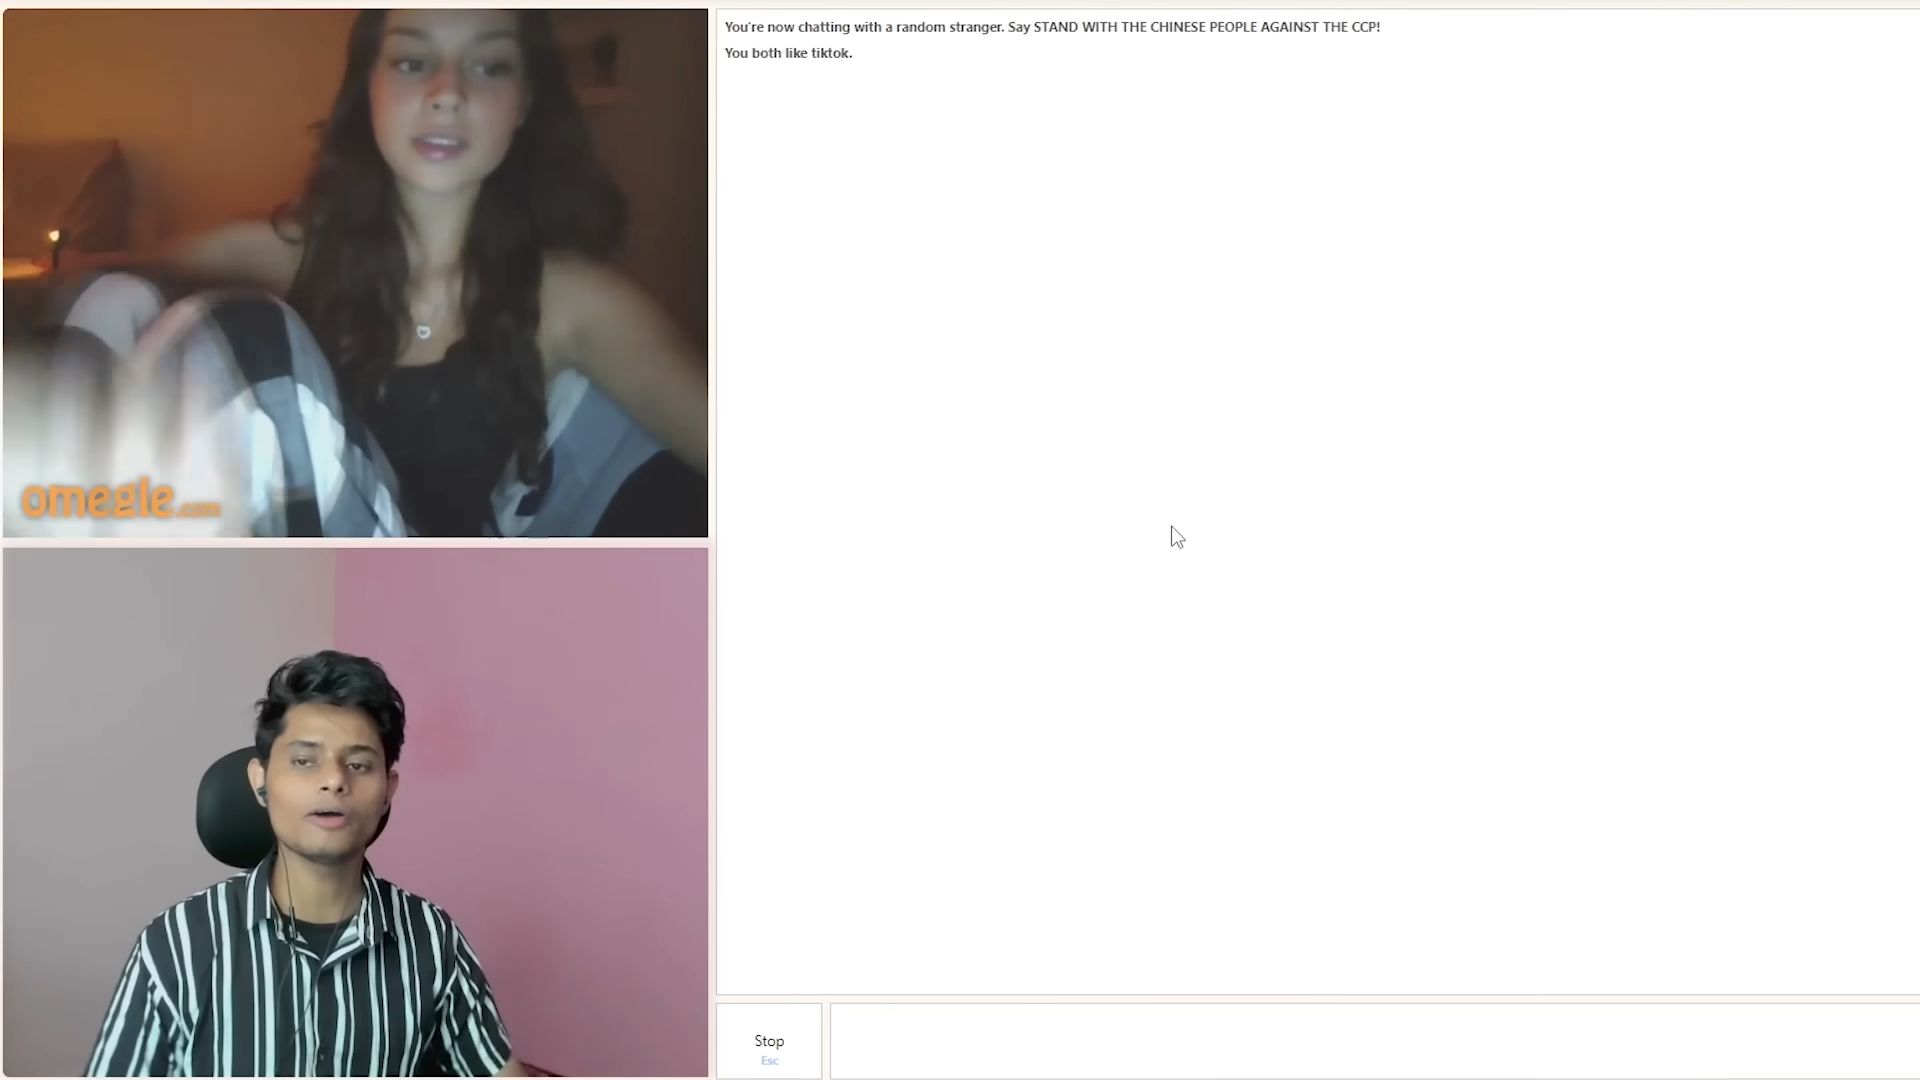 You're now chatting with a random stranger. Say STAND WITH THE CHINESE PEOPLE AGAINST THE CCP!
You both like tiktok.
omegle.com
Stop
Esc